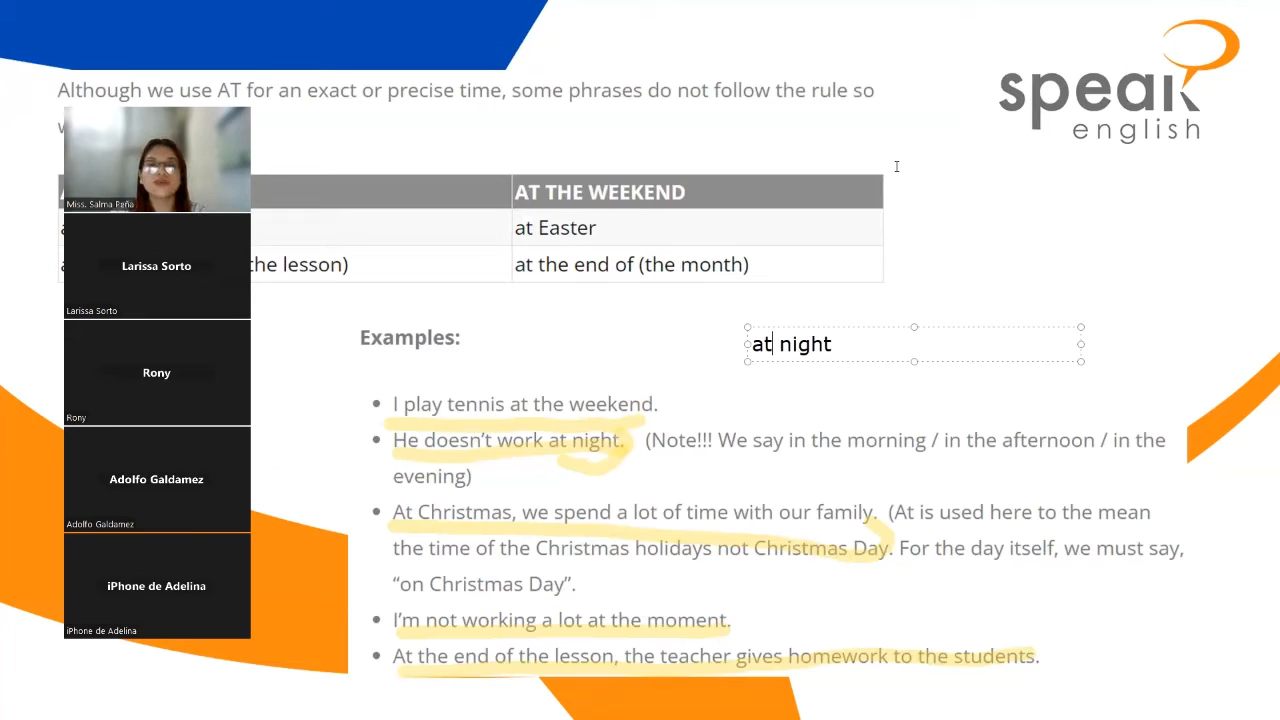 Although we use AT for an exact or precise time, some phrases do not follow the rule so
speak
english
Miss. Salma Peña
AT THE WEEKEND
at Easter
the lesson)
at the end of (the month)
Larissa Sorto
Larissa Sorto
Rony
Rony
Adolfo Galdamez
Adolfo Galdamez
iPhone de Adelina
iPhone de Adelina
Examples:
at night
• I play tennis at the weekend.
• He doesn't work at night. (Note!!! We say in the morning / in the afternoon / in the
evening)
• At Christmas, we spend a lot of time with our family. (At is used here to the mean
the time of the Christmas holidays not Christmas Day. For the day itself, we must say,
“on Christmas Day”.
• I'm not working a lot at the moment.
• At the end of the lesson, the teacher gives homework to the students.